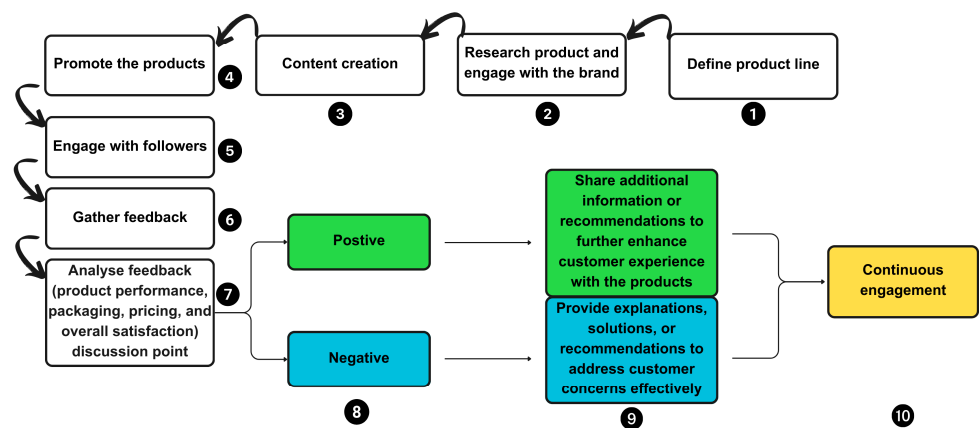 Define product line
1
Research product and
engage with the brand
2
Content creation
3
Promote the products
4
Engage with followers
5
Gather feedback
6
Analyse feedback
(product performance,
packaging, pricing, and
overall satisfaction)
discussion point
7
Postive
Negative
8
Share additional
information or
recommendations to
further enhance
customer experience
with the products
Provide explanations,
solutions, or
recommendations to
address customer
concerns effectively
9
Continuous
engagement
10